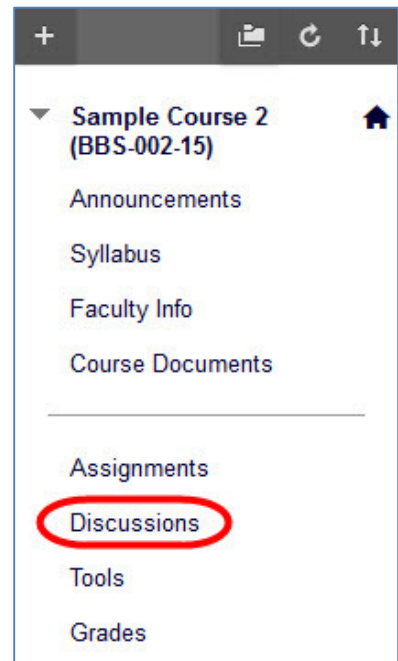 Sample Course 2
(BBS-002-15)
Announcements
Syllabus
Faculty Info
Course Documents
Assignments
Discussions
Tools
Grades